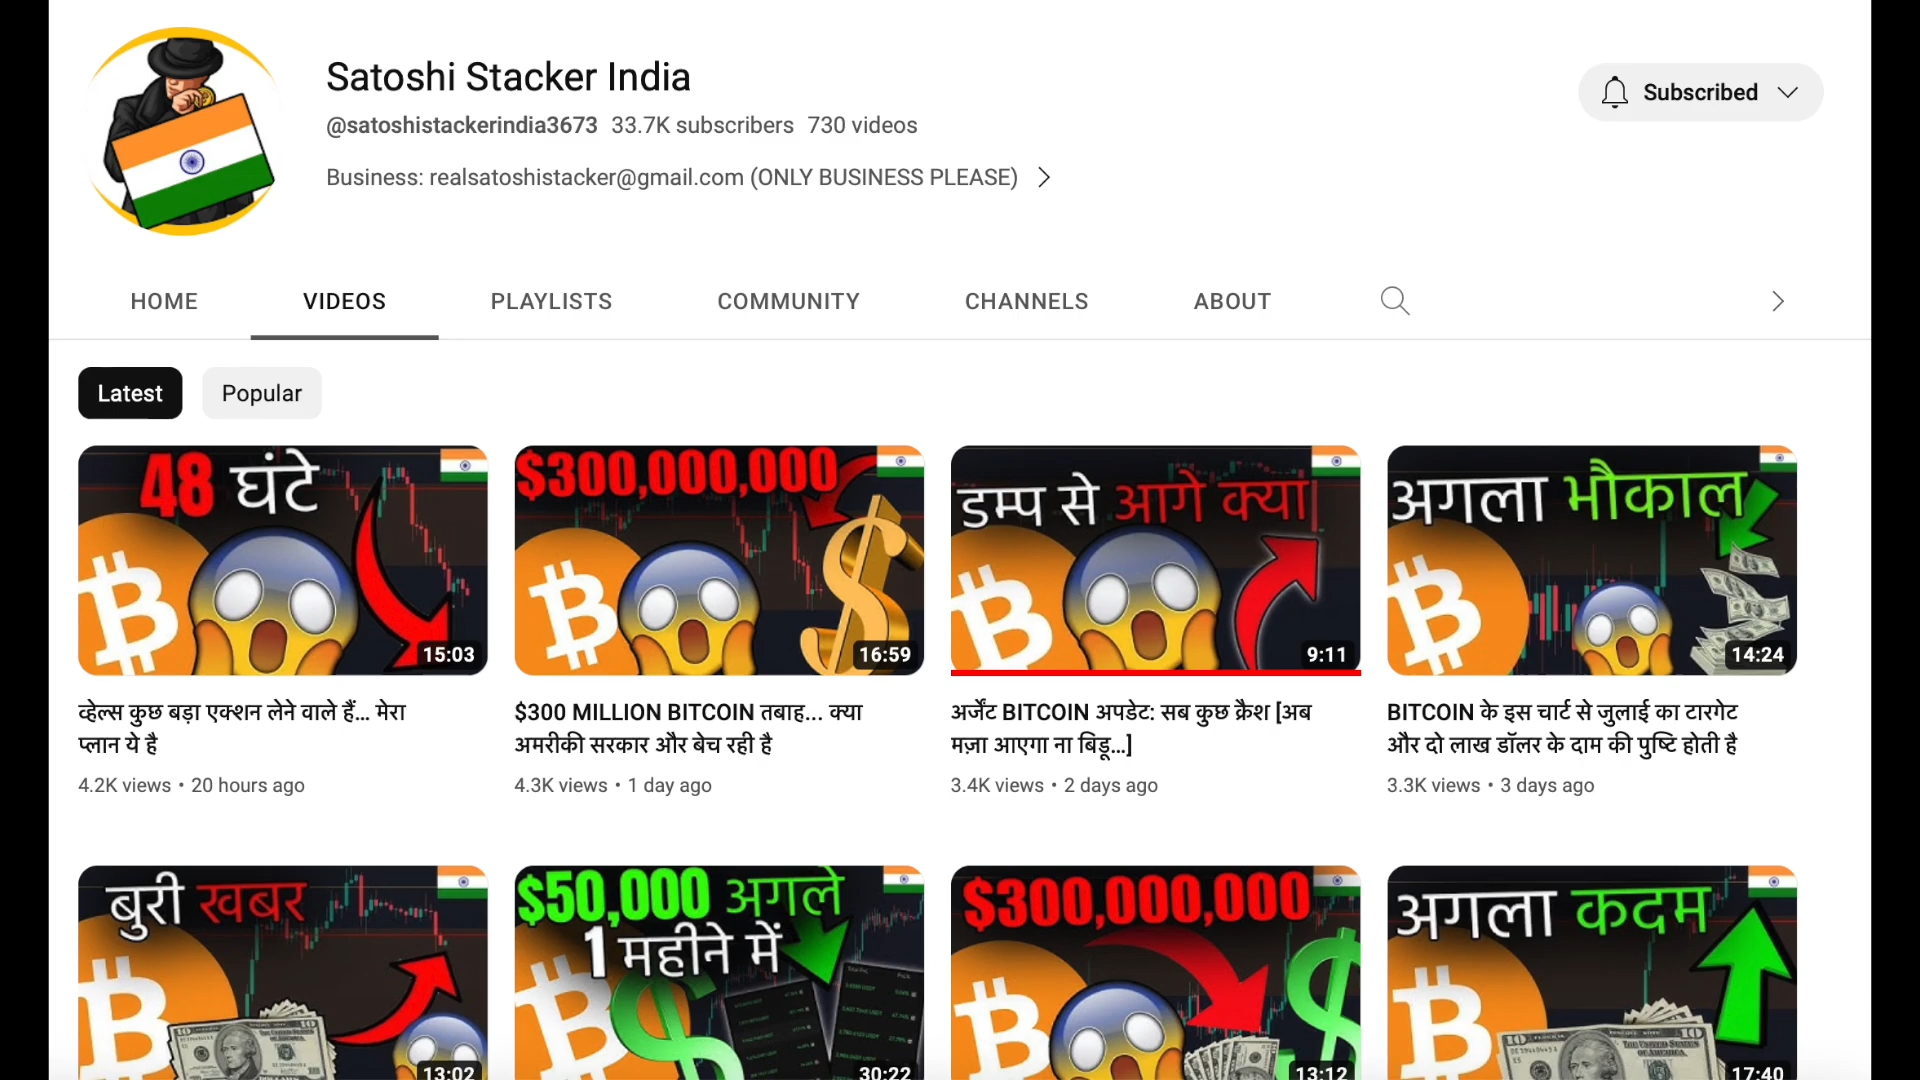 Satoshi Stacker India
@satoshistackerindia3673 33.7K subscribers 730 videos
Business: realsatoshistacker@gmail.com (ONLY BUSINESS PLEASE)
Subscribed
HOME VIDEOS PLAYLISTS COMMUNITY CHANNELS ABOUT
Latest Popular
48 घंटे
15:03
$300,000,000
16:59
डम्प से आगे क्या
9:11
अगला भौकाल
14:24
व्हेल्स कुछ बड़ा एक्शन लेने वाले हैं... मेरा
प्लान ये है
4.2K views • 20 hours ago
$300 MILLION BITCOIN तबाह... क्या
अमरीकी सरकार और बेच रही है
4.3K views • 1 day ago
अर्जेंट BITCOIN अपडेट: सब कुछ क्रैश [अब
मज़ा आएगा ना बिडू...]
3.4K views • 2 days ago
BITCOIN के इस चार्ट से जुलाई का टारगेट
और दो लाख डॉलर के दाम की पुष्टि होती है
3.3K views • 3 days ago
बुरी खबर
13:02
$50,000 अगले
1 महीने में
30:22
$300,000,000
13:12
अगला कदम
17:40